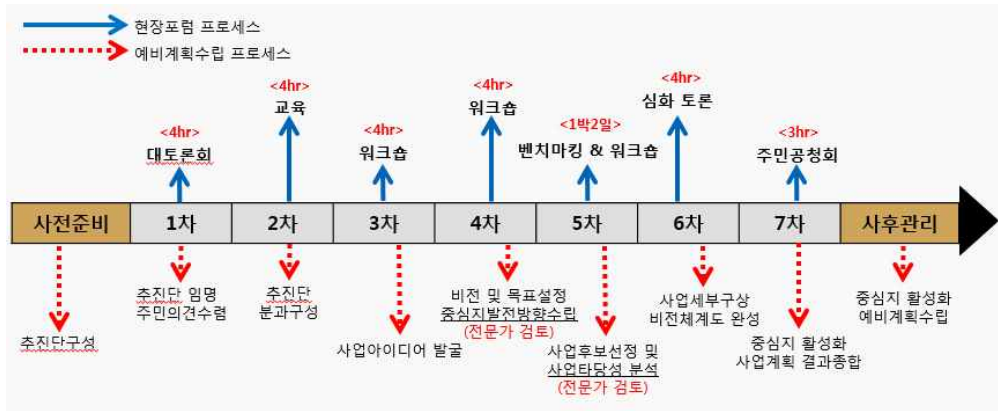 현장포럼 프로세스
예비계획수립 프로세스
<4hr>
대토론회
<4hr>
교육
<4hr>
워크숍
<4hr>
워크숍
<1박2일>
벤치마킹 & 워크숍
<4hr>
심화 토론
<3hr>
주민공청회
사전준비 1차 2차 3차 4차 5차 6차 7차 사후관리
추진단구성
추진단 임명
주민의견수렴
추진단
분과구성
사업아이디어 발굴
비전 및 목표설정
중심지발전방향수립
(전문가 검토)
사업후보선정 및
사업타당성 분석
(전문가 검토)
사업세부구상
비전체계도 완성
중심지 활성화
사업계획 결과종합
중심지 활성화
예비계획수립